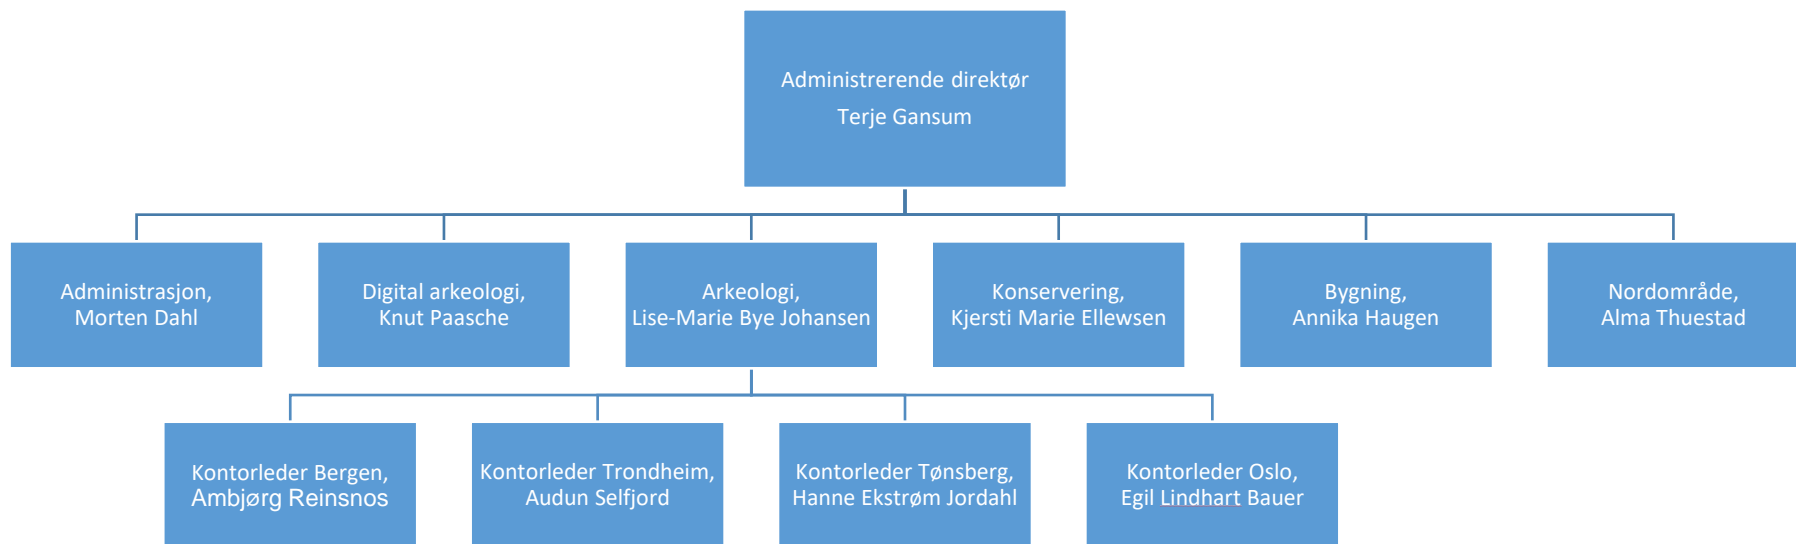 Administrerende direktør
Terje Gansum
Administrasjon,
Morten Dahl
Digital arkeologi,
Knut Paasche
Arkeologi,
Lise-Marie Bye Johansen
Konservering,
Kjersti Marie Ellewsen
Bygning,
Annika Haugen
Nordområde,
Alma Thuestad
Kontorleder Bergen,
Ambjørg Reinsnos
Kontorleder Trondheim,
Audun Selfjord
Kontorleder Tønsberg,
Hanne Ekstrøm Jordahl
Kontorleder Oslo,
Egil Lindhart Bauer